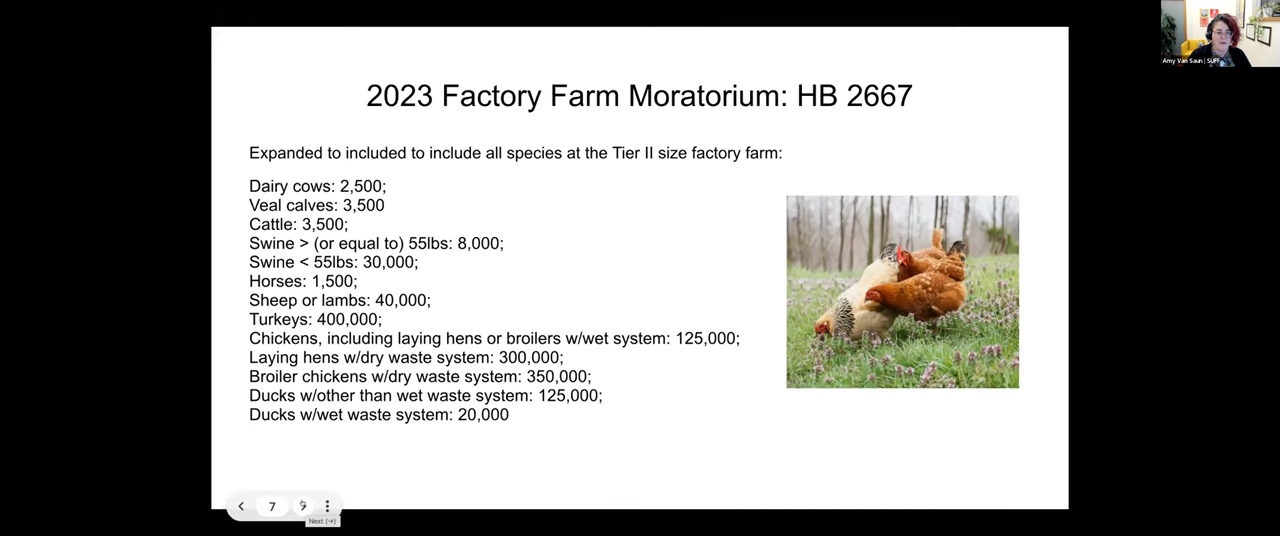 Amy Van Saun | SUFF
2023 Factory Farm Moratorium: HB 2667
Expanded to included to include all species at the Tier II size factory farm:
Dairy cows: 2,500;
Veal calves: 3,500
Cattle: 3,500;
Swine > (or equal to) 55lbs: 8,000;
Swine < 55lbs: 30,000;
Horses: 1,500;
Sheep or lambs: 40,000;
Turkeys: 400,000;
Chickens, including laying hens or broilers w/wet system: 125,000;
Laying hens w/dry waste system: 300,000;
Broiler chickens w/dry waste system: 350,000;
Ducks w/other than wet waste system: 125,000;
Ducks w/wet waste system: 20,000
7
Next (→)